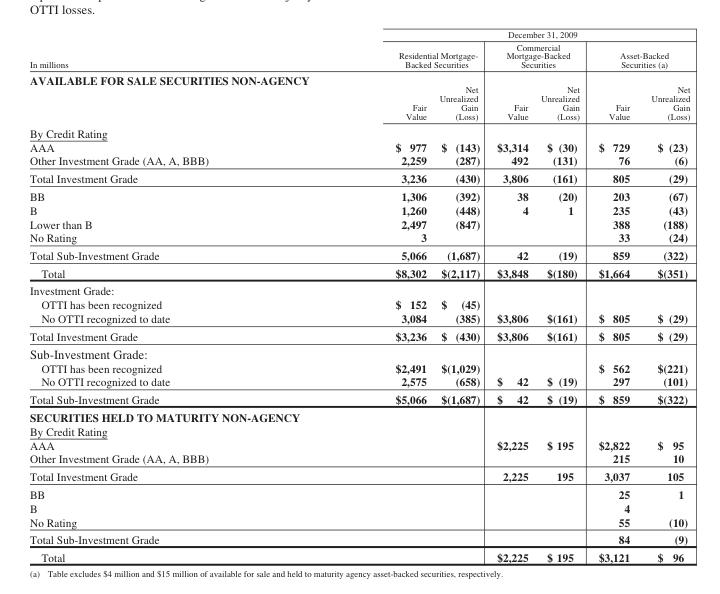 OTTI losses.
December 31, 2009
In millions
Residential Mortgage-
Backed Securities
Commercial
Mortgage-Backed
Securities
Asset-Backed
Securities (a)
AVAILABLE FOR SALE SECURITIES NON-AGENCY
Fair Value Net Unrealized Gain (Loss) Fair Value Net Unrealized Gain (Loss) Fair Value Net Unrealized Gain (Loss)
By Credit Rating
AAA $ 977 $ (143) $3,314 $ (30) $ 729 $ (23)
Other Investment Grade (AA, A, BBB) 2,259 (287) 492 (131) 76 (6)
Total Investment Grade 3,236 (430) 3,806 (161) 805 (29)
BB 1,306 (392) 38 (20) 203 (67)
B 1,260 (448) 4 1 235 (43)
Lower than B 2,497 (847) 388 (188)
No Rating 3 33 (24)
Total Sub-Investment Grade 5,066 (1,687) 42 (19) 859 (322)
Total $8,302 $(2,117) $3,848 $(180) $1,664 $(351)
Investment Grade:
OTTI has been recognized $ 152 $ (45)
No OTTI recognized to date 3,084 (385) $3,806 $(161) $ 805 $ (29)
Total Investment Grade $3,236 $ (430) $3,806 $(161) $ 805 $ (29)
Sub-Investment Grade:
OTTI has been recognized $2,491 $(1,029) $ 562 $(221)
No OTTI recognized to date 2,575 (658) $ 42 $ (19) 297 (101)
Total Sub-Investment Grade $5,066 $(1,687) $ 42 $ (19) $ 859 $(322)
SECURITIES HELD TO MATURITY NON-AGENCY
By Credit Rating
AAA $2,225 $ 195 $2,822 $ 95
Other Investment Grade (AA, A, BBB) 215 10
Total Investment Grade 2,225 195 3,037 105
BB 25 1
B 4
No Rating 55 (10)
Total Sub-Investment Grade 84 (9)
Total $2,225 $ 195 $3,121 $ 96
(a) Table excludes $4 million and $15 million of available for sale and held to maturity agency asset-backed securities, respectively.